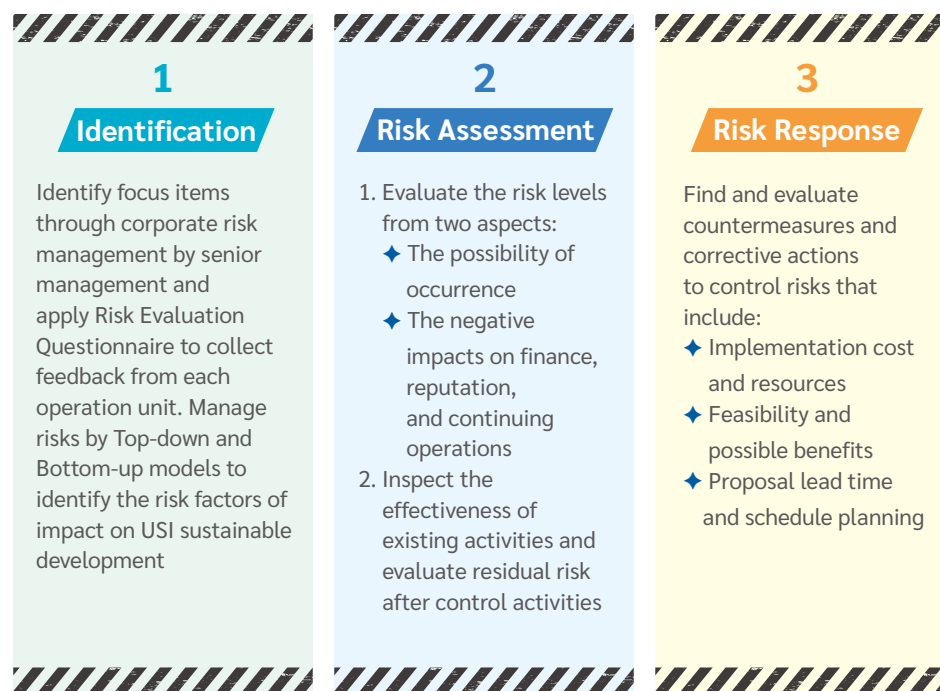 1
Identification
Identify focus items
through corporate risk
management by senior
management and
apply Risk Evaluation
Questionnaire to collect
feedback from each
operation unit. Manage
risks by Top-down and
Bottom-up models to
identify the risk factors of
impact on USI sustainable
development
2
Risk Assessment
1. Evaluate the risk levels
from two aspects:
✦ The possibility of
occurrence
✦ The negative
impacts on finance,
reputation,
and continuing
operations
2. Inspect the
effectiveness of
existing activities and
evaluate residual risk
after control activities
3
Risk Response
Find and evaluate
countermeasures and
corrective actions
to control risks that
include:
✦ Implementation cost
and resources
✦ Feasibility and
possible benefits
✦ Proposal lead time
and schedule planning